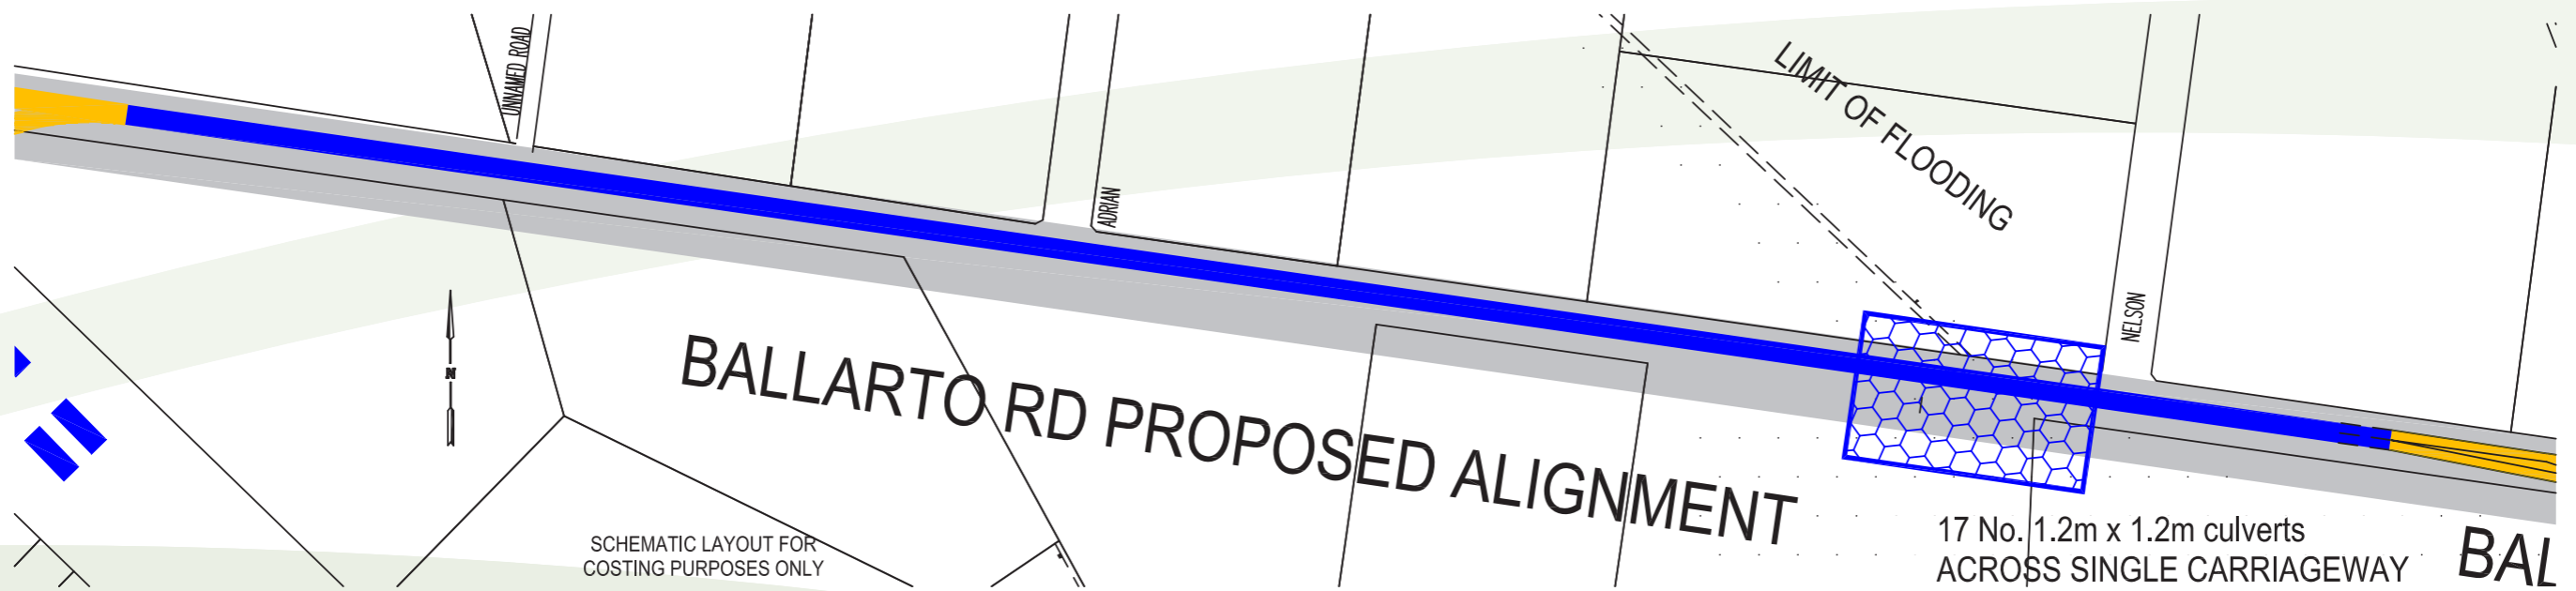 UNNAMED ROAD
LIMIT OF FLOODING
ADRIAN
NELSON
N
BALLARTO RD PROPOSED ALIGNMENT
SCHEMATIC LAYOUT FOR
COSTING PURPOSES ONLY
17 No. 1.2m x 1.2m culverts
ACROSS SINGLE CARRIAGEWAY
BAL